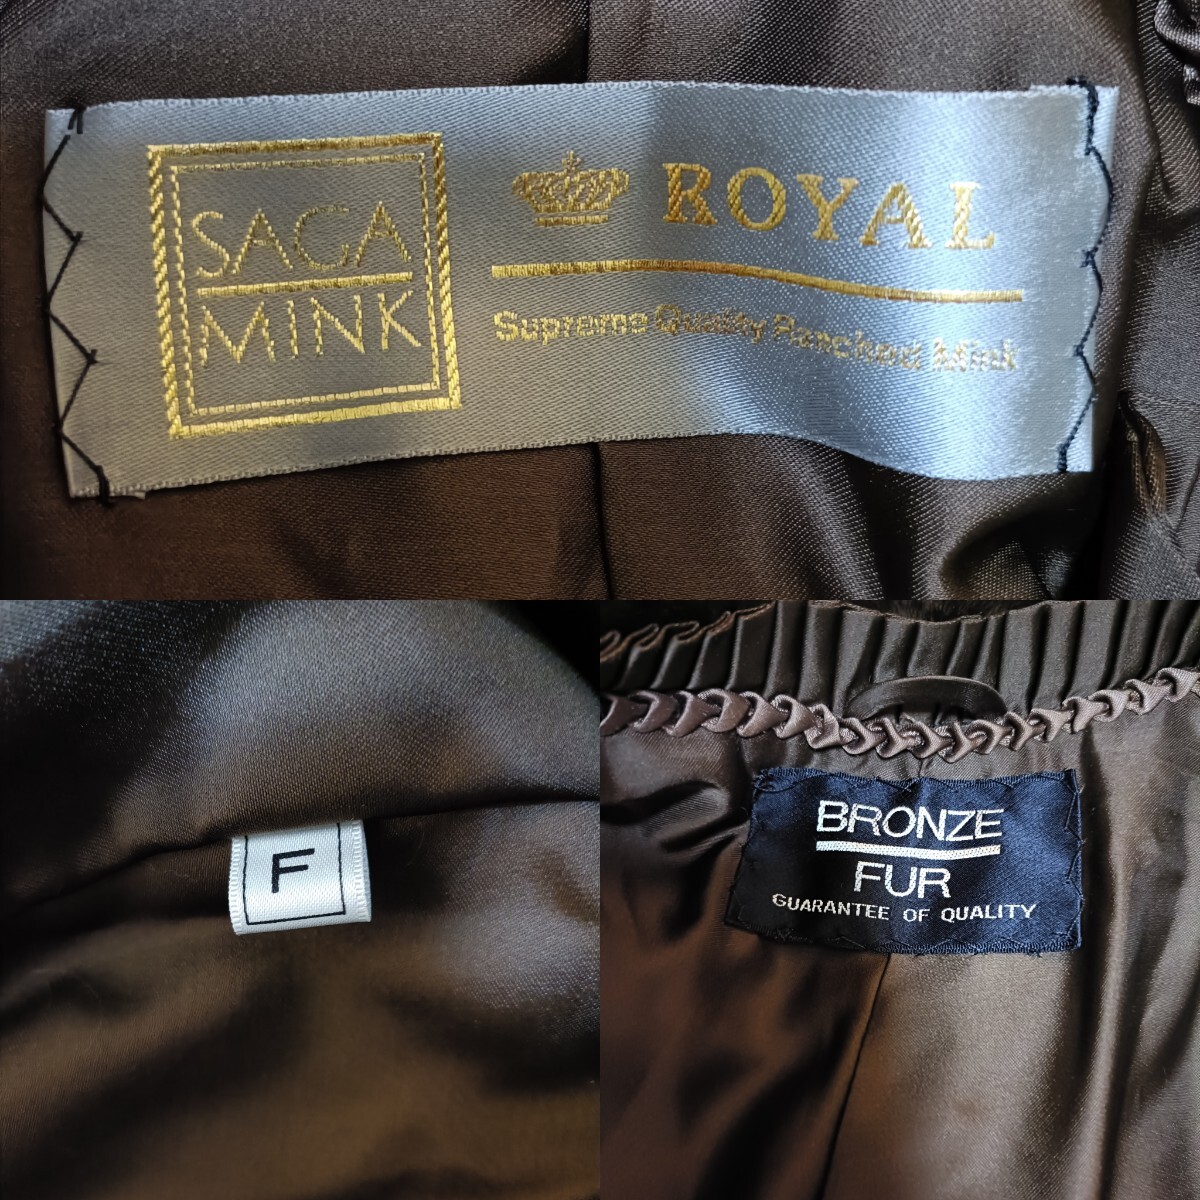 SAGA
MINK
ROYAL
Supreme Quality Ranched Mink
F
BRONZE
FUR
GUARANTEE OF QUALITY